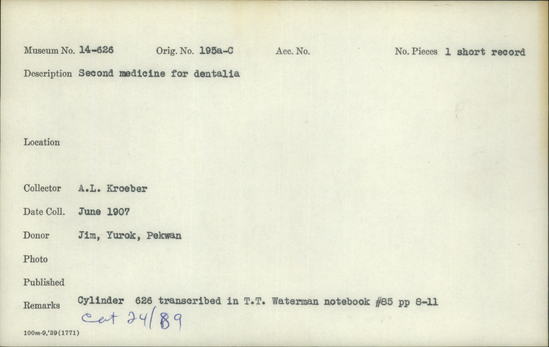 Museum No. 14-626 Orig. No. 195a-C Acc. No. No. Pieces 1 short record
Description Second medicine for dentalia
Location
Collector A.L. Kroeber
Date Coll. June 1907
Donor Jim, Yurok, Pekwan
Photo
Published
Remarks Cylinder 626 transcribed in T.T. Waterman notebook #85 pp 8-11
Cat 24/B9
100m-9,'39(1771)